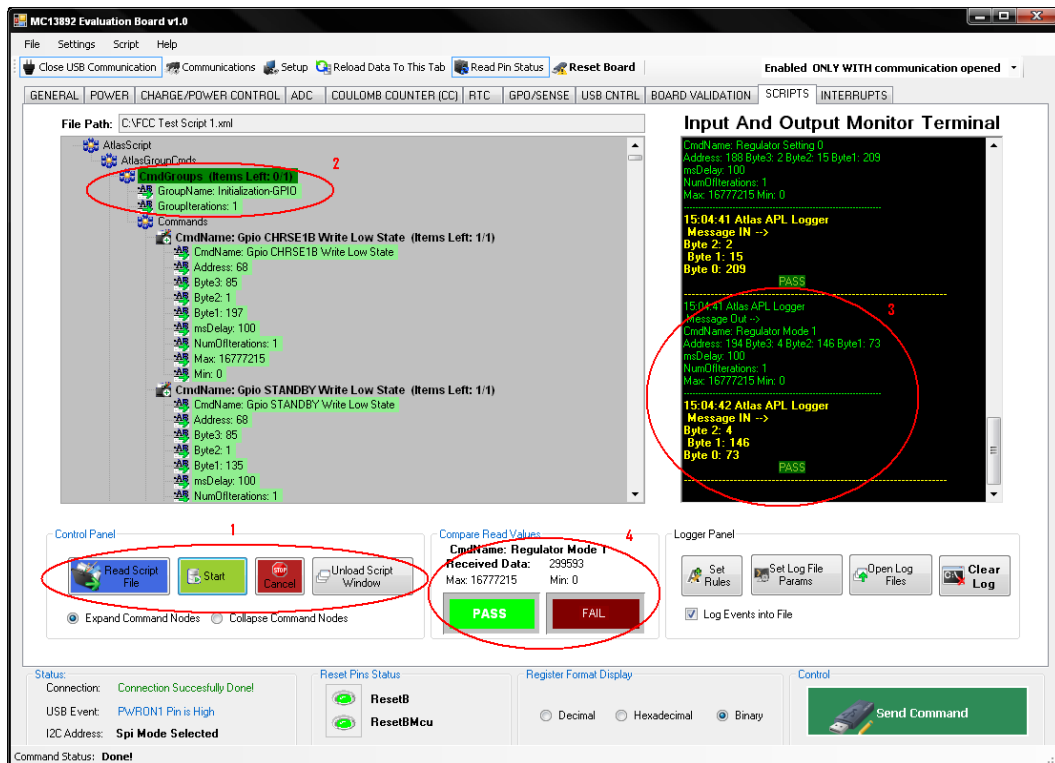 MC13892 Evaluation Board v1.0
File Settings Script Help
Close USB Communication Communications Setup Reload Data To This Tab Read Pin Status Reset Board Enabled ONLY WITH communication opened
GENERAL POWER CHARGE/POWER CONTROL ADC COULOMB COUNTER (CC) RTC GPO/SENSE USB CNTRL BOARD VALIDATION SCRIPTS INTERRUPTS
File Path: C:\FCC Test Script 1.xml
AtlasScript
AtlasGroupCmds
2
CmdGroups (Items Left: 0/1)
GroupName: Initialization-GPIO
GroupIterations: 1
Commands
CmdName: Gpio CHRSE1B Write Low State (Items Left: 1/1)
CmdName: Gpio CHRSE1B Write Low State
Address: 68
Byte3: 85
Byte2: 1
Byte1: 197
msDelay: 100
NumOfIterations: 1
Max: 16777215
Min: 0
CmdName: Gpio STANDBY Write Low State (Items Left: 1/1)
CmdName: Gpio STANDBY Write Low State
Address: 68
Byte3: 85
Byte2: 1
Byte1: 135
msDelay: 100
NumOfIterations: 1
Input And Output Monitor Terminal
CmdName: Regulator Setting 0
Address: 188 Byte3: 2 Byte2: 15 Byte1: 209
msDelay: 100
NumOfIterations: 1
Max: 16777215 Min: 0
15:04:41 Atlas APL Logger
Message IN -->
Byte 2: 2
Byte 1: 15
Byte 0: 209
PASS
15:04:41 Atlas APL Logger
3
Message Out -->
CmdName: Regulator Mode 1
Address: 194 Byte3: 4 Byte2: 146 Byte1: 73
msDelay: 100
NumOfIterations: 1
Max: 16777215 Min: 0
15:04:42 Atlas APL Logger
Message IN -->
Byte 2: 4
Byte 1: 146
Byte 0: 73
PASS
Control Panel
1
Read Script File
Start
STOP
Cancel
Unload Script Window
Expand Command Nodes Collapse Command Nodes
Compare Read Values
4
CmdName: Regulator Mode 1
Received Data: 299593
Max: 16777215 Min: 0
PASS FAIL
Logger Panel
Set Rules
Set Log File Params
Open Log Files
Clear Log
Log Events into File
Status:
Connection: Connection Succesfully Done!
USB Event: PWRON1 Pin is High
I2C Address: Spi Mode Selected
Reset Pins Status
ResetB
ResetBMcu
Register Format Display
Decimal Hexadecimal Binary
Control
Send Command
Command Status: Done!